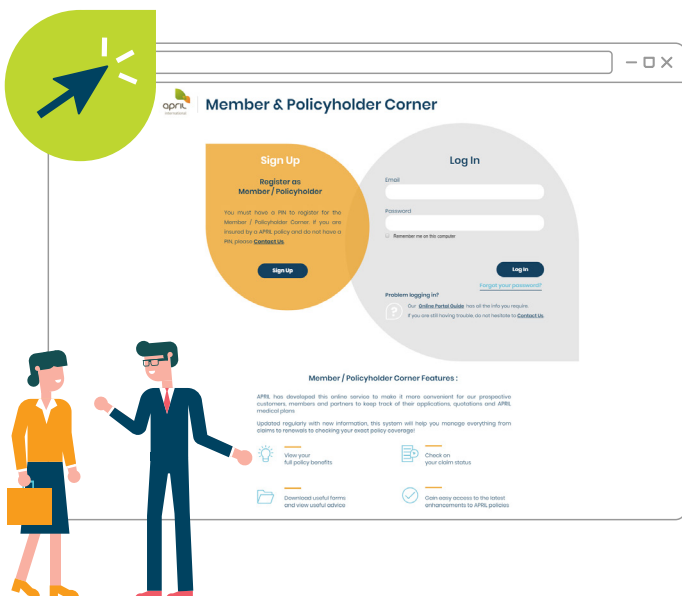 april
international
Member & Policyholder Corner
Sign Up
Register as
Member / Policyholder
You must have a PIN to register for the
Member / Policyholder Corner. If you are
insured by a APRIL policy and do not have a
PIN, please Contact Us.
Sign Up
Log In
Email
Password
Remember me on this computer
Log In
Forgot your password?
Problem logging in?
?
Our Online Portal Guide has all the info you require.
If you are still having trouble, do not hesitate to Contact Us.
Member / Policyholder Corner Features :
APRIL has developed this online service to make it more convenient for our prospective
customers, members and partners to keep track of their applications, quotations and APRIL
medical plans
Updated regularly with new information, this system will help you manage everything from
claims to renewals to checking your exact policy coverage!
View your
full policy benefits
Check on
your claim status
Download useful forms
and view useful advice
Gain easy access to the latest
enhancements to APRIL policies